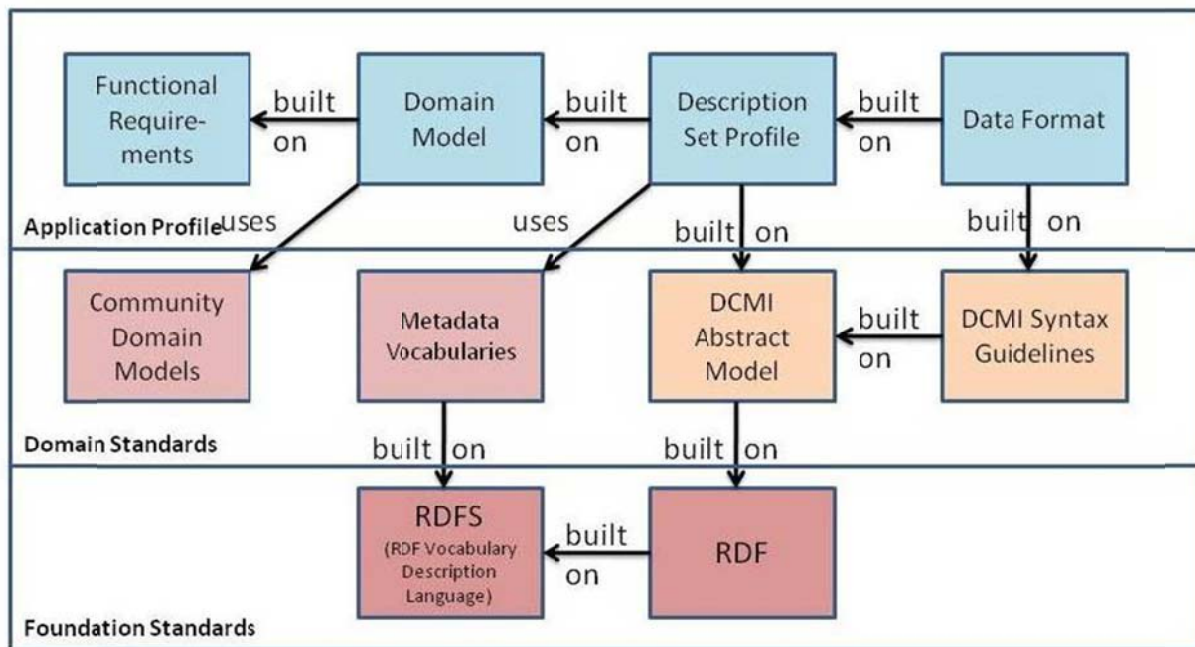 Functional
Require-
ments
built
on
Domain
Model
built
on
Description
Set Profile
built
on
Data Format
Application Profile
uses
uses
built on
built on
Community
Domain
Models
Metadata
Vocabularies
DCMI
Abstract
Model
built
on
DCMI Syntax
Guidelines
Domain Standards
built on
built on
RDFS
(RDF Vocabulary
Description
Language)
built
on
RDF
Foundation Standards